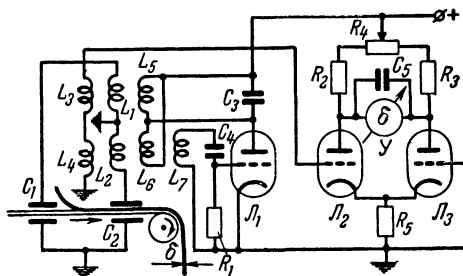 Ø+
R₄
L₅
C₅
R₂
R₃
L₃
L₁
C₃
δ
У
C₄
L₄
L₂
L₆
L₇
C₁
Л₁
Л₂
Л₃
C₂
δ
R₁
R₅